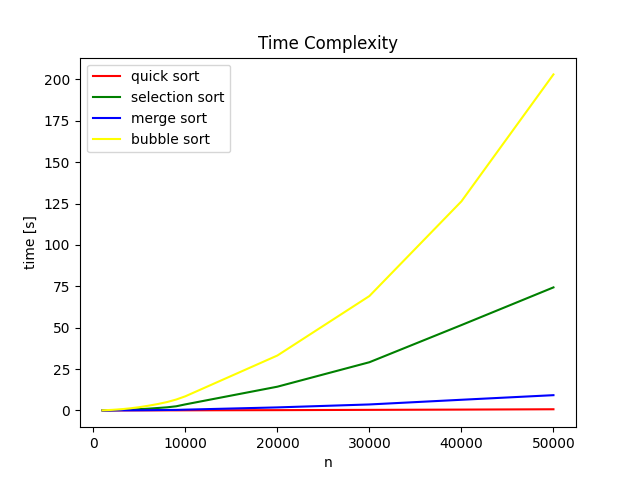 Time Complexity
quick sort
selection sort
merge sort
bubble sort
200
175
150
125
100
75
50
25
0
time [s]
0 10000 20000 30000 40000 50000
n